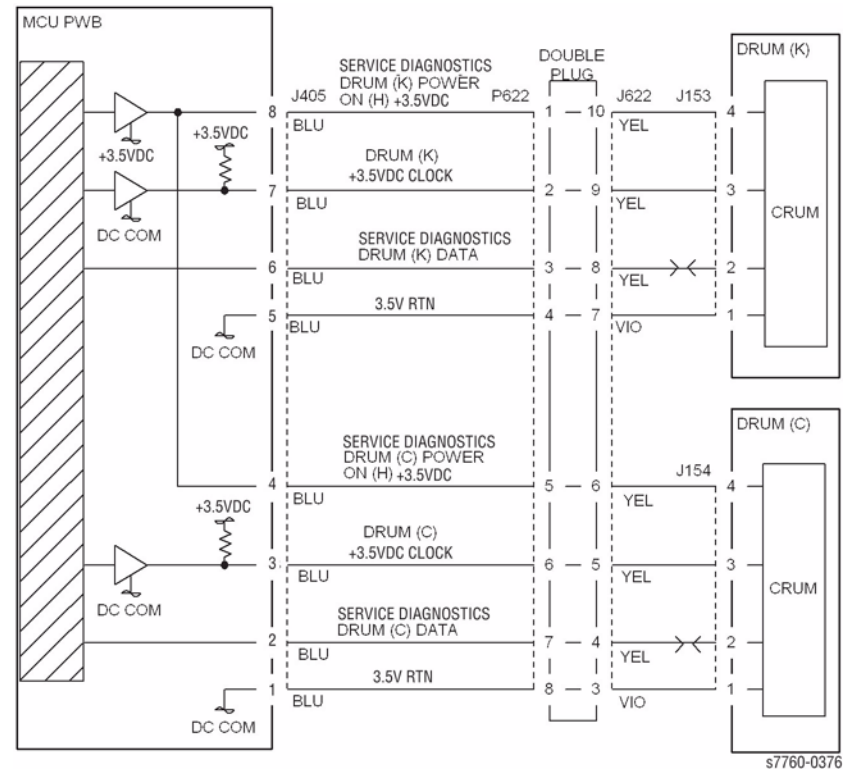 MCU PWB
DOUBLE
PLUG
DRUM (K)
SERVICE DIAGNOSTICS
DRUM (K) POWER
ON (H) +3.5VDC
J405
P622
J622
J153
8
1
10
4
BLU
YEL
+3.5VDC
+3.5VDC
DRUM (K)
+3.5VDC CLOCK
7
2
9
3
BLU
YEL
CRUM
DC COM
SERVICE DIAGNOSTICS
DRUM (K) DATA
6
3
8
2
BLU
YEL
3.5V RTN
5
4
7
1
BLU
VIO
DC COM
DRUM (C)
SERVICE DIAGNOSTICS
DRUM (C) POWER
ON (H) +3.5VDC
J154
4
5
6
4
BLU
YEL
+3.5VDC
DRUM (C)
+3.5VDC CLOCK
3
6
5
3
BLU
YEL
CRUM
DC COM
SERVICE DIAGNOSTICS
DRUM (C) DATA
2
7
4
2
BLU
YEL
3.5V RTN
1
8
3
1
BLU
VIO
DC COM
s7760-0376